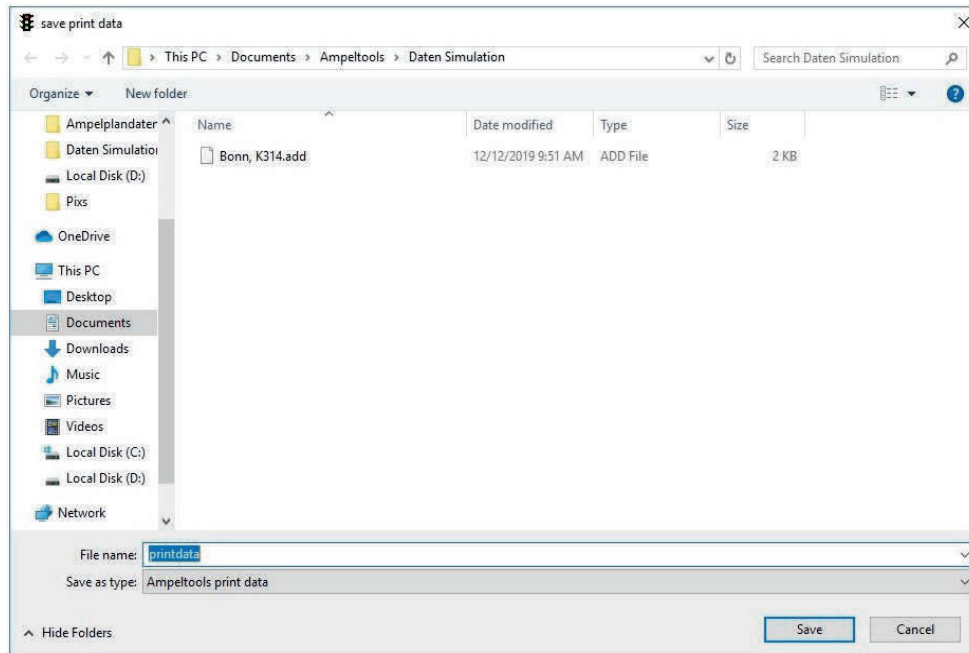 save print data
This PC > Documents > Ampeltools > Daten Simulation
Search Daten Simulation
Organize
New folder
Name Date modified Type Size
Bonn, K314.add 12/12/2019 9:51 AM ADD File 2 KB
Ampelplandater
Daten Simulation
Local Disk (D:)
Pixs
OneDrive
This PC
Desktop
Documents
Downloads
Music
Pictures
Videos
Local Disk (C:)
Local Disk (D:)
Network
File name: printdata
Save as type: Ampeltools print data
Hide Folders
Save
Cancel